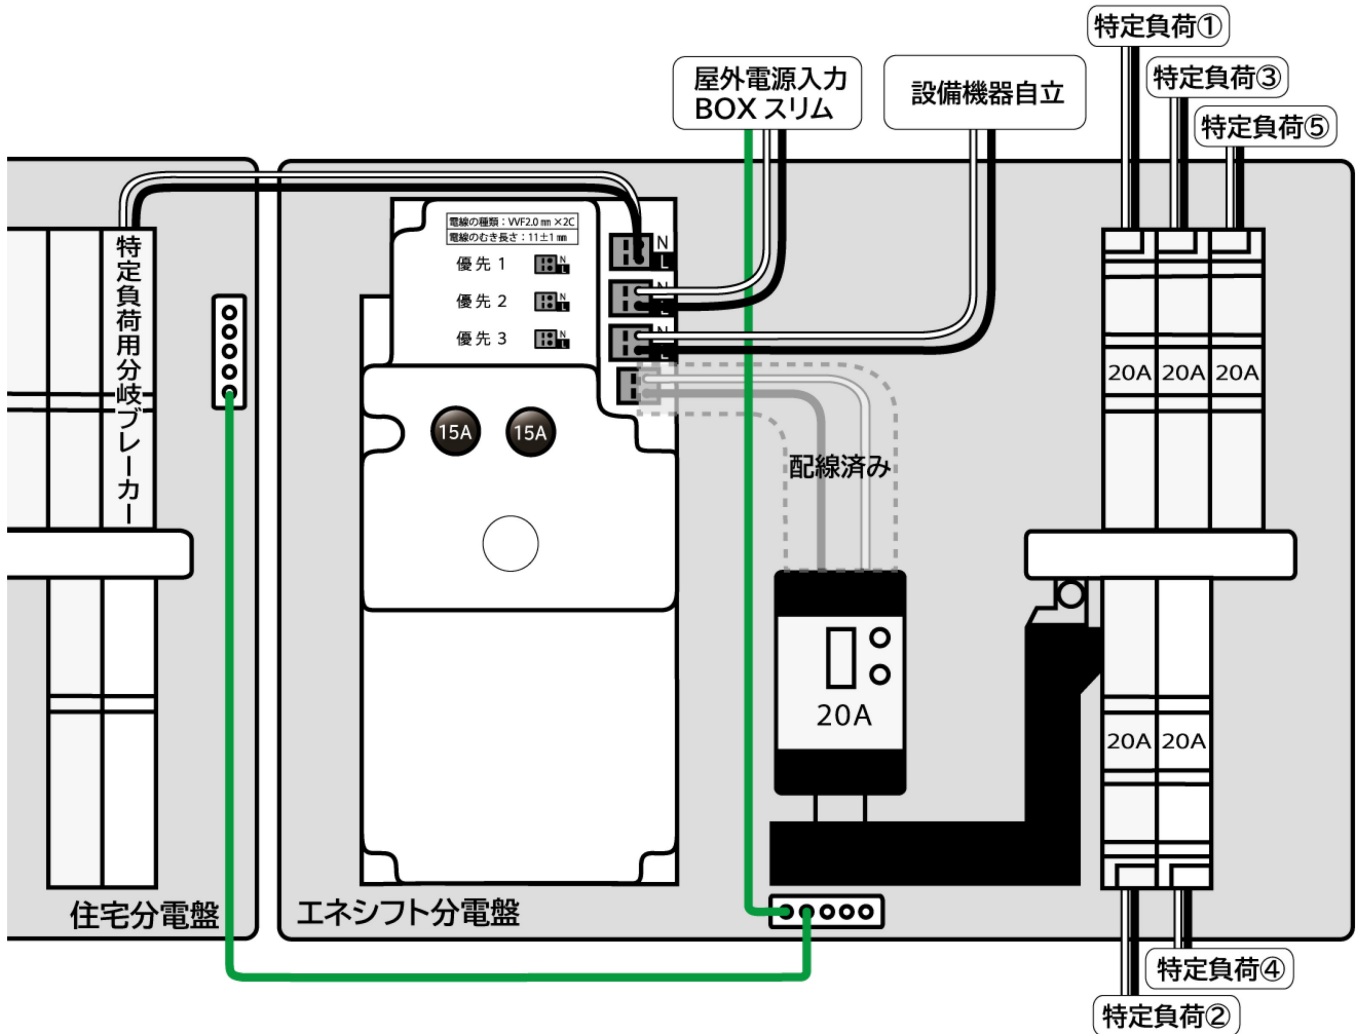 特定負荷①
特定負荷③
特定負荷⑤
屋外電源入力
BOX スリム
設備機器自立
特定負荷用分岐ブレーカー
電線の種類：VVF2.0 ㎜ ×2C
電線のむき長さ：11±1 ㎜
優先 1
N
L
優先 2
N
L
優先 3
N
L
N
L
N
L
N
L
15A
15A
配線済み
20A
20A
20A
20A
20A
20A
住宅分電盤
エネシフト分電盤
特定負荷④
特定負荷②